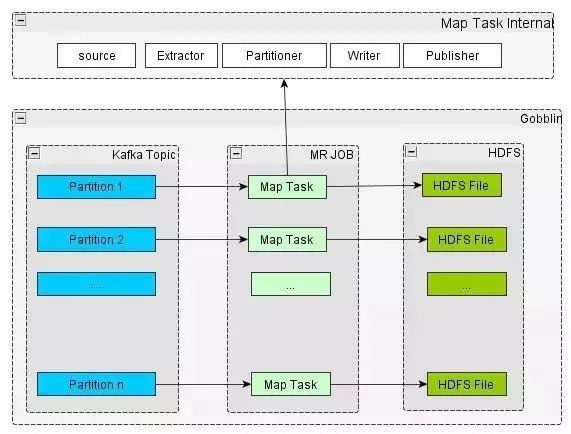 Map Task Internal
source
Extractor
Partitioner
Writer
Publisher
Gobblin
Kafka Topic
MR JOB
HDFS
Partition 1
Map Task
HDFS File
Partition 2
Map Task
HDFS File
....
...
...
Partition n
Map Task
HDFS File